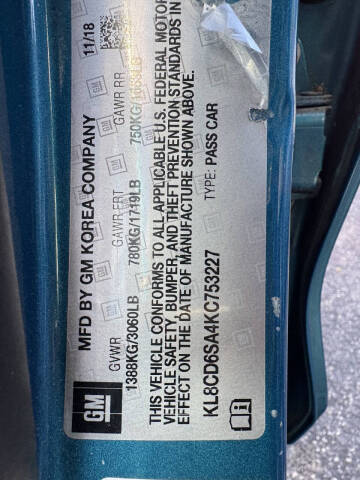 MFD BY GM KOREA COMPANY 11/18
GVWR GAWR FRT GAWR RR
1388KG/3060LB 780KG/1719LB 750KG/
THIS VEHICLE CONFORMS TO ALL APPLICABLE U.S. FEDERAL MOTOR
VEHICLE SAFETY, BUMPER, AND THEFT PREVENTION STANDARDS IN
EFFECT ON THE DATE OF MANUFACTURE SHOWN ABOVE.
KL8CD6SA4KC753227 TYPE: PASS CAR
GM